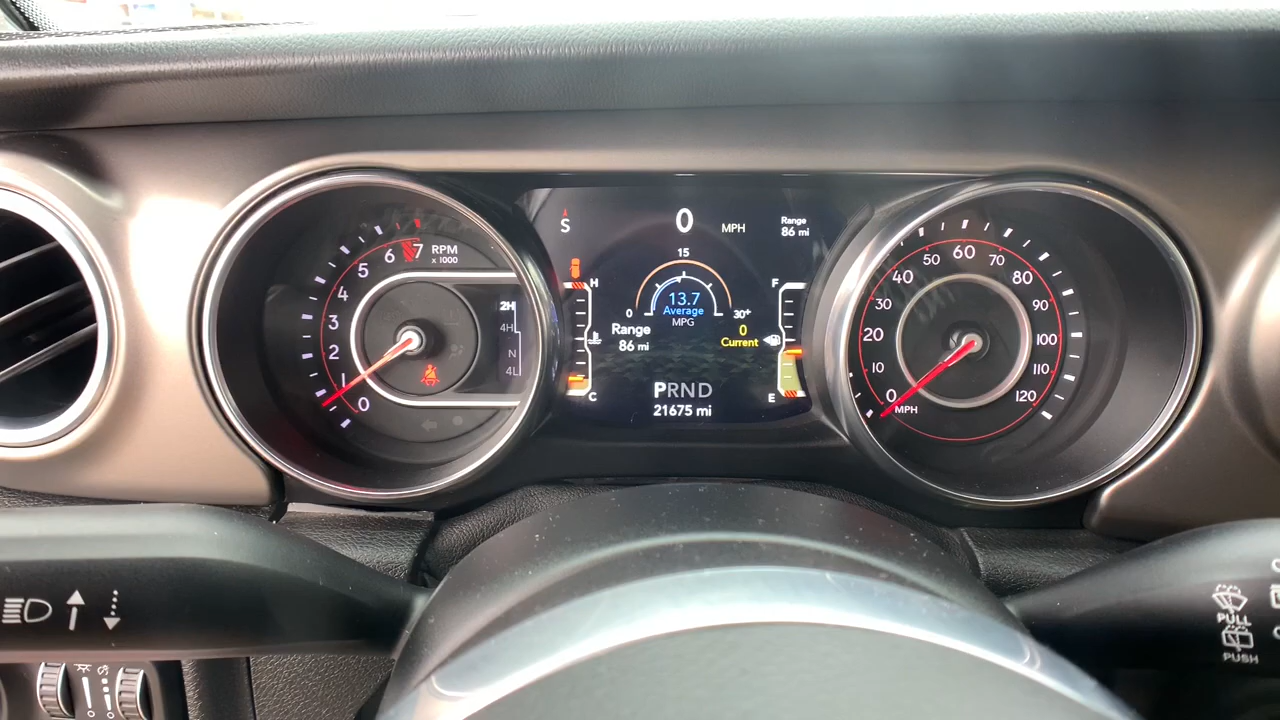 0
1
2
3
4
5
6
7
RPM
x 1000
2H
4H
N
4L
S
0 MPH
Range
86 mi
15
0
30+
13.7
Average
MPG
H
C
Range
86 mi
0
Current
F
E
PRND
21675 mi
0
10
20
30
40
50
60
70
80
90
100
110
120
MPH
PULL
PUSH